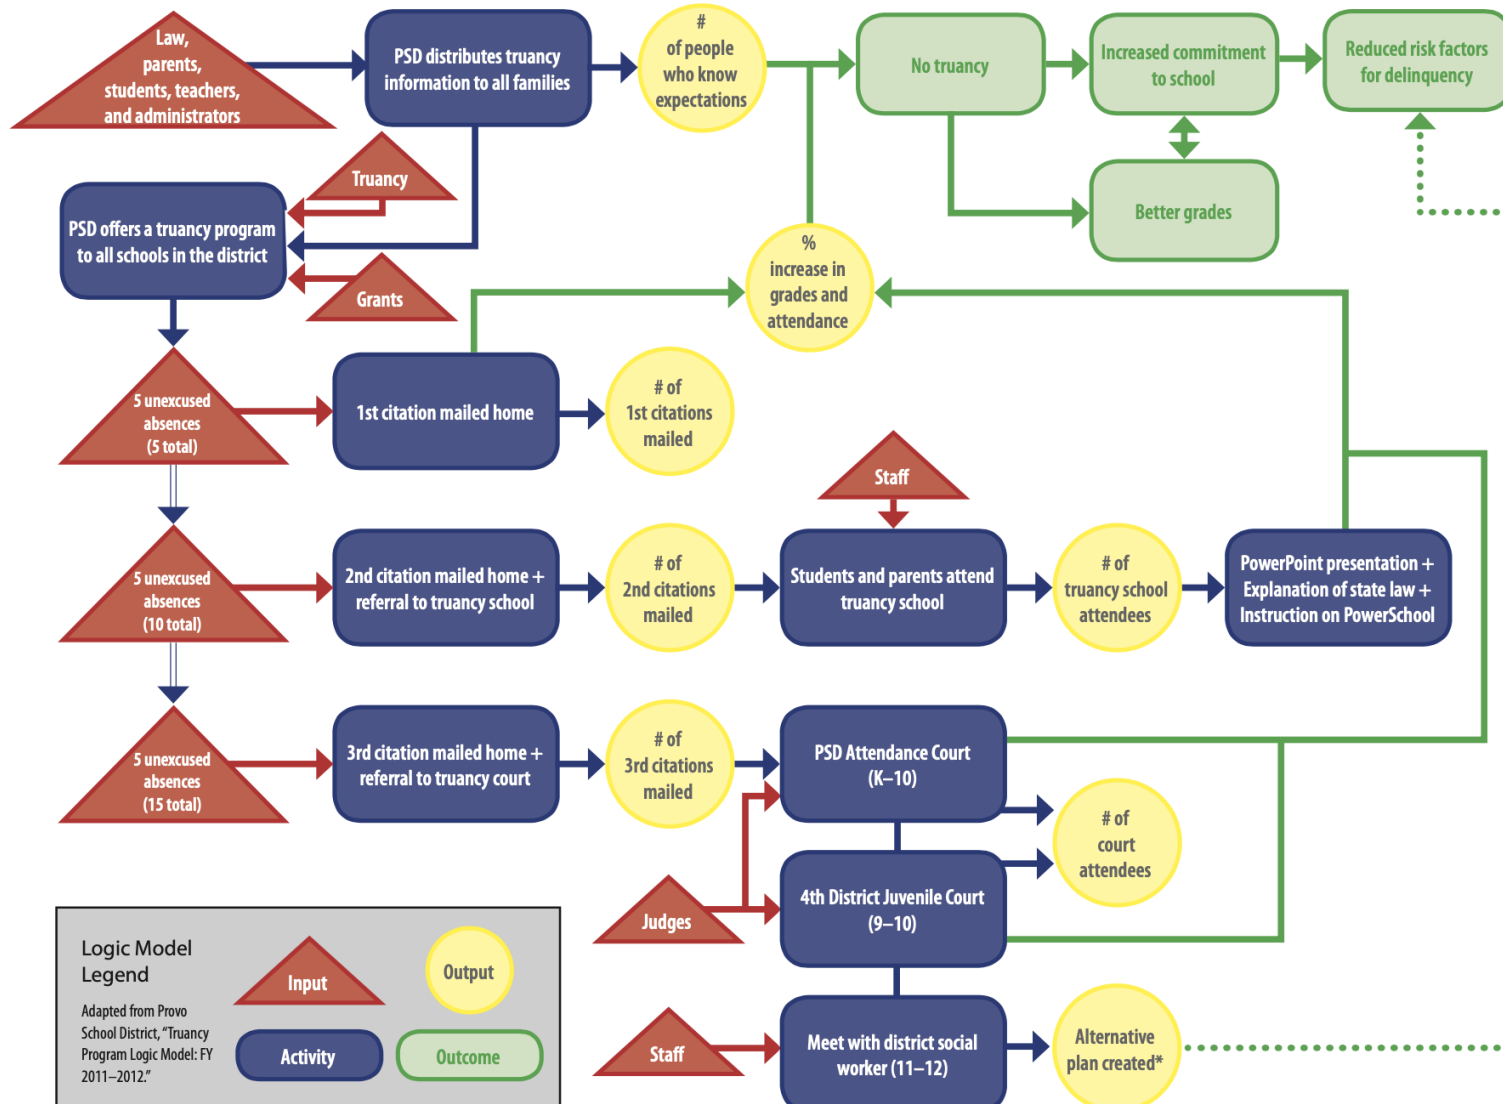 Law,
parents,
students, teachers,
and administrators
PSD distributes truancy
information to all families
#
of people
who know
expectations
No truancy
Increased commitment
to school
Reduced risk factors
for delinquency
Truancy
Better grades
PSD offers a truancy program
to all schools in the district
%
increase in
grades and
attendance
Grants
5 unexcused
absences
(5 total)
1st citation mailed home
# of
1st citations
mailed
Staff
5 unexcused
absences
(10 total)
2nd citation mailed home +
referral to truancy school
# of
2nd citations
mailed
Students and parents attend
truancy school
# of
truancy school
attendees
PowerPoint presentation +
Explanation of state law +
Instruction on PowerSchool
5 unexcused
absences
(15 total)
3rd citation mailed home +
referral to truancy court
# of
3rd citations
mailed
PSD Attendance Court
(K–10)
# of
court
attendees
Judges
4th District Juvenile Court
(9–10)
Staff
Meet with district social
worker (11–12)
Alternative
plan created*
Logic Model
Legend
Adapted from Provo
School District, “Truancy
Program Logic Model: FY
2011–2012.”
Input
Output
Activity
Outcome